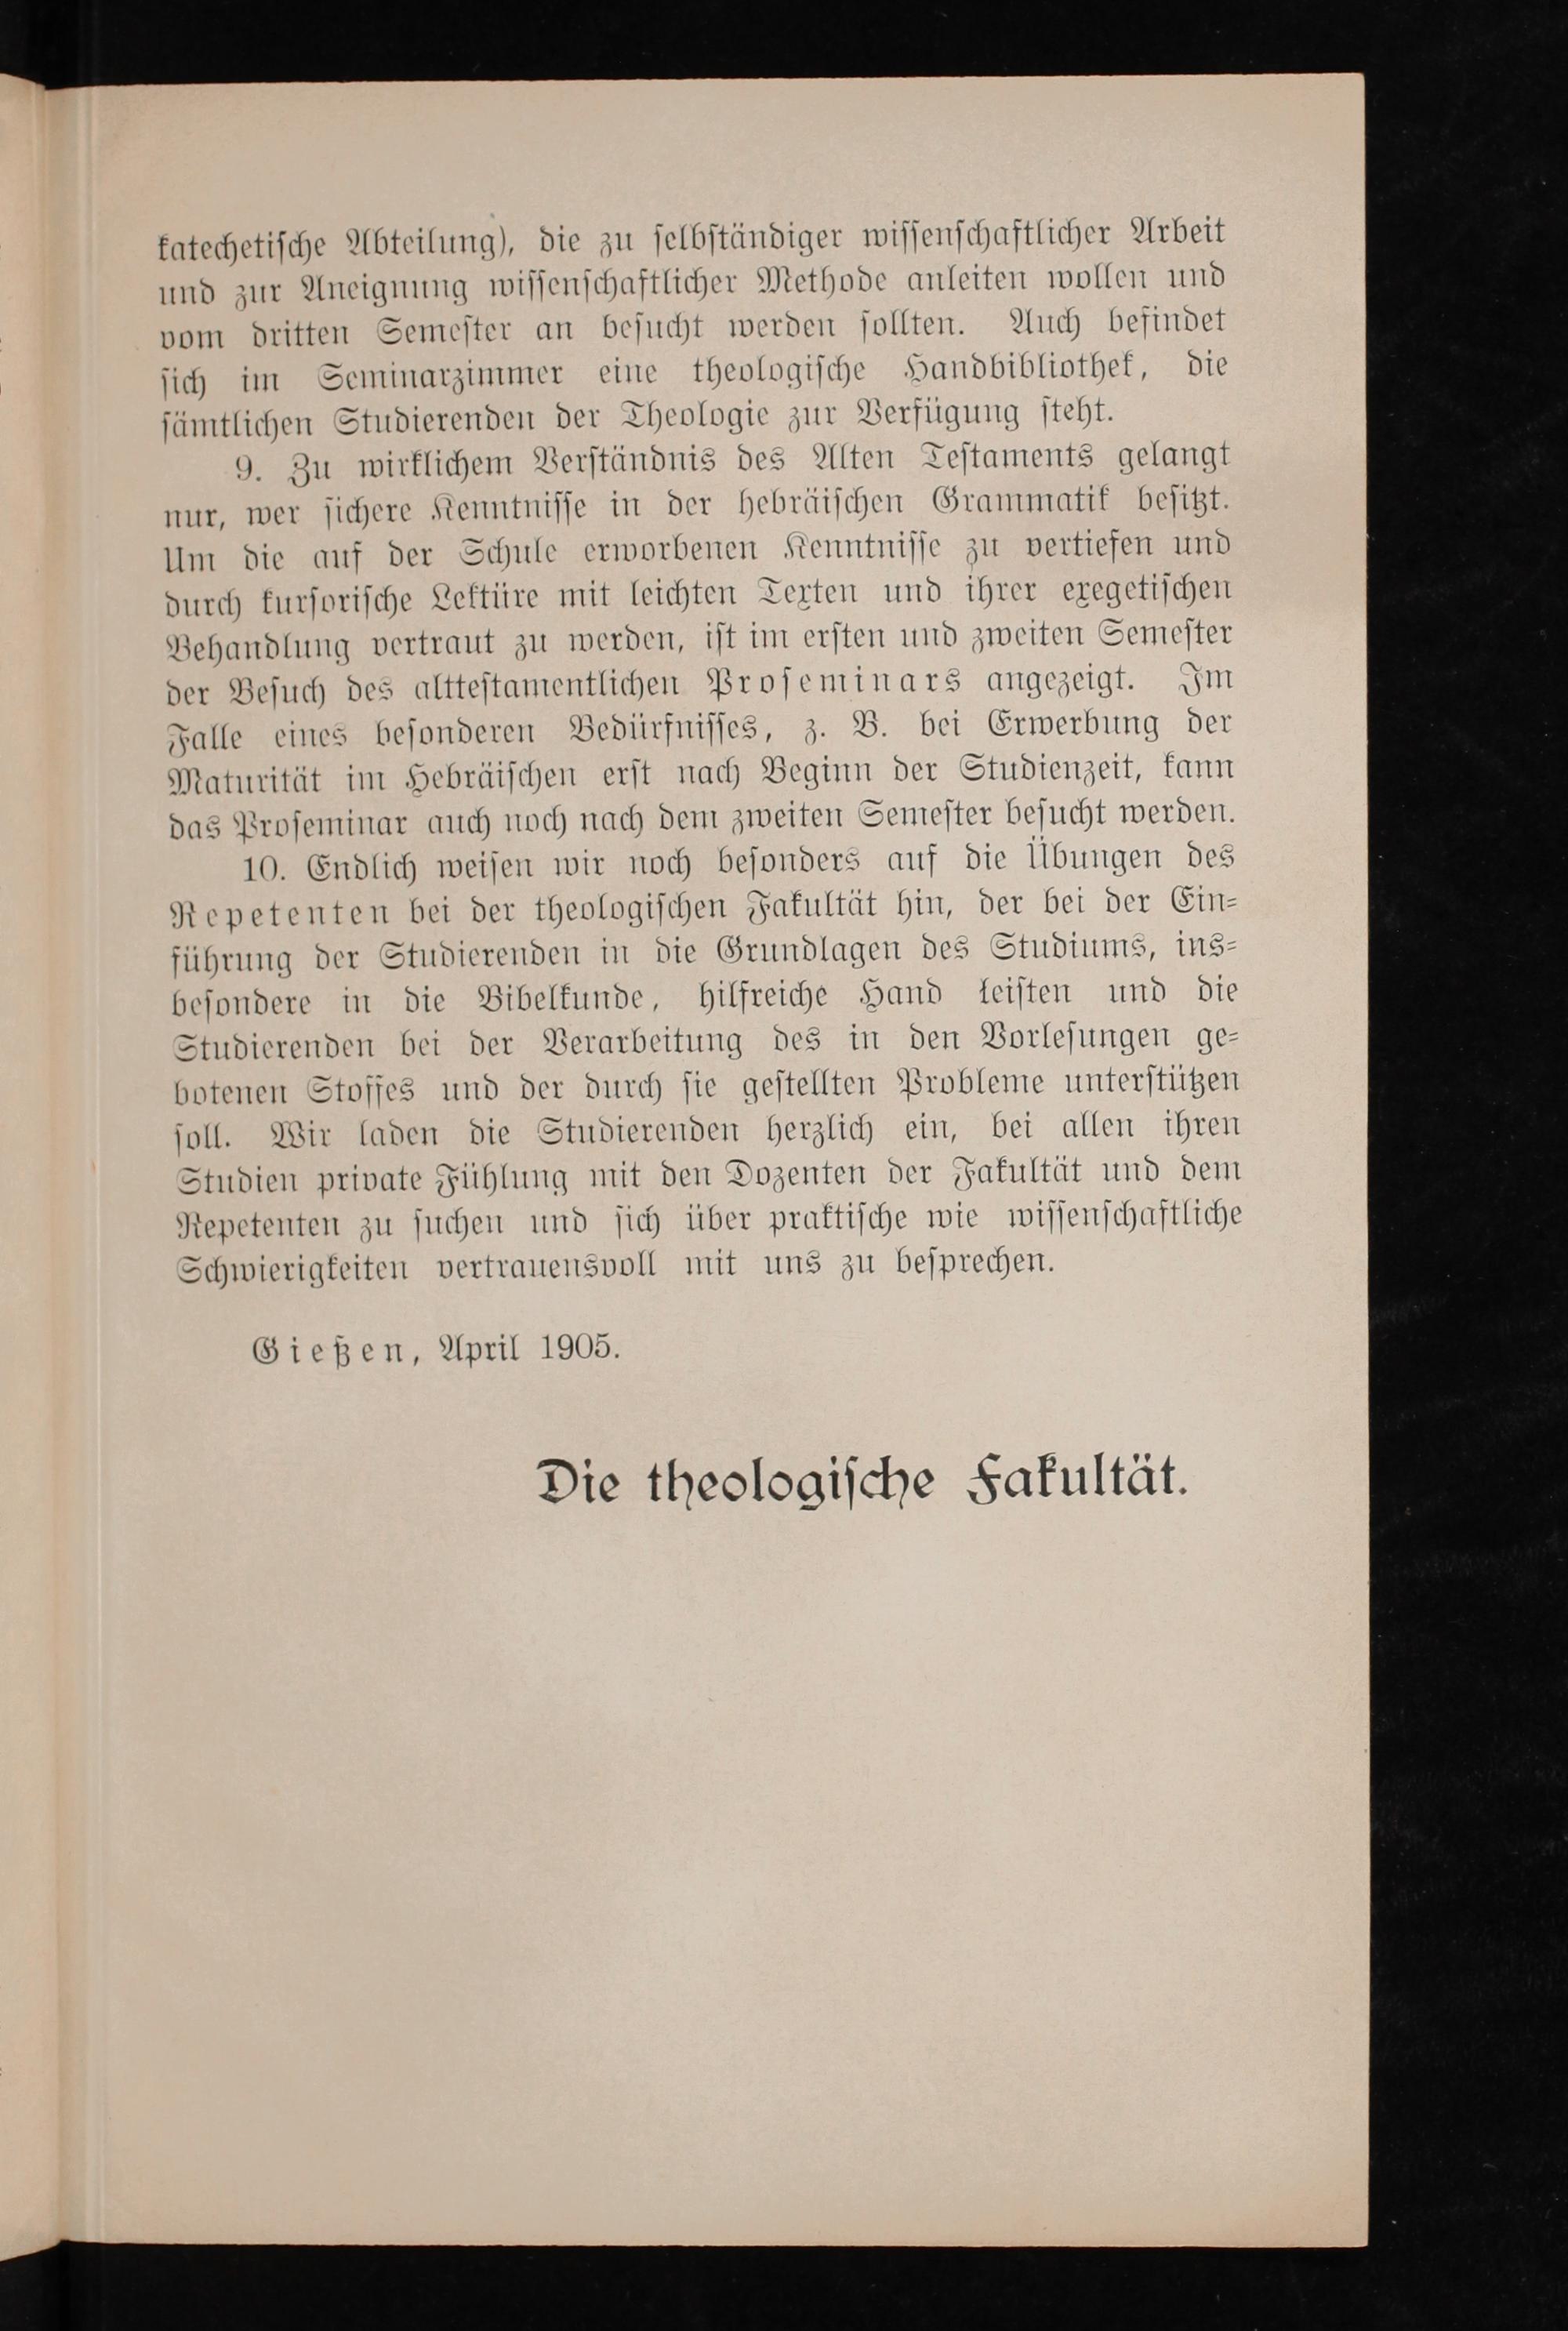 katechetische Abteilung), die zu selbständiger wissenschaftlicher Arbeit
und zur Aneignung wissenschaftlicher Methode anleiten wollen und
vom dritten Semester an besucht werden sollten. Auch befindet
sich im Seminarzimmer eine theologische Handbibliothek, die
sämtlichen Studierenden der Theologie zur Verfügung steht.
9. Zu wirklichem Verständnis des Alten Testaments gelangt
nur, wer sichere Kenntnisse in der hebräischen Grammatik besitzt.
Um die auf der Schule erworbenen Kenntnisse zu vertiefen und
durch kursorische Lektüre mit leichten Texten und ihrer exegetischen
Behandlung vertraut zu werden, ist im ersten und zweiten Semester
der Besuch des alttestamentlichen Proseminars angezeigt. Im
Falle eines besonderen Bedürfnisses, z. B. bei Erwerbung der
Maturität im Hebräischen erst nach Beginn der Studienzeit, kann
das Proseminar auch noch nach dem zweiten Semester besucht werden.
10. Endlich weisen wir noch besonders auf die Übungen des
Repetenten bei der theologischen Fakultät hin, der bei der Ein-
führung der Studierenden in die Grundlagen des Studiums, ins-
besondere in die Bibelkunde, hilfreiche Hand leisten und die
Studierenden bei der Verarbeitung des in den Vorlesungen ge-
botenen Stoffes und der durch sie gestellten Probleme unterstützen
soll. Wir laden die Studierenden herzlich ein, bei allen ihren
Studien private Fühlung mit den Dozenten der Fakultät und dem
Repetenten zu suchen und sich über praktische wie wissenschaftliche
Schwierigkeiten vertrauensvoll mit uns zu besprechen.
Gießen, April 1905.
Die theologische Fakultät.